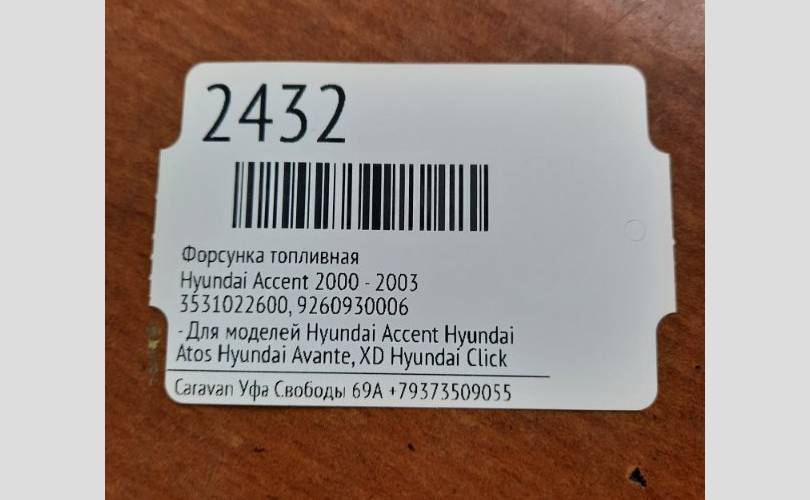 2432
Форсунка топливная
Hyundai Accent 2000 - 2003
3531022600, 9260930006
- Для моделей Hyundai Accent Hyundai
Atos Hyundai Avante, XD Hyundai Click
Caravan Уфа Свободы 69А +79373509055